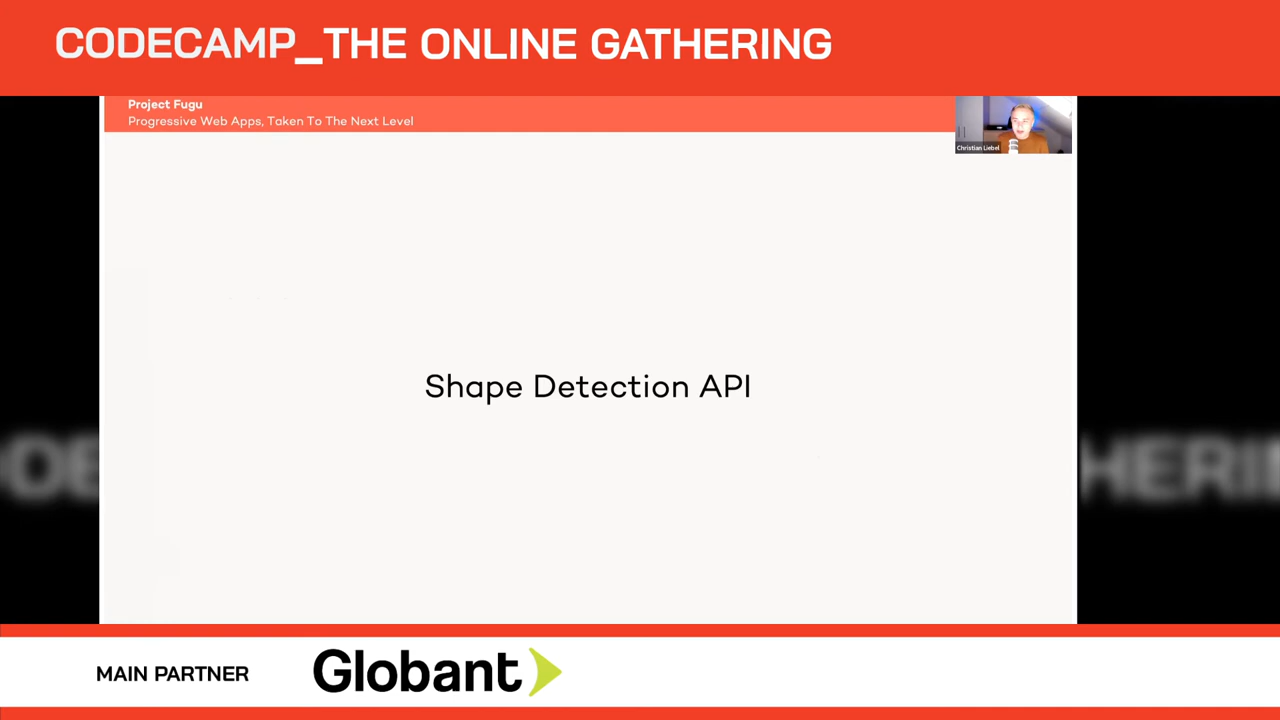 CODECAMP_THE ONLINE GATHERING
Project Fugu
Progressive Web Apps, Taken To The Next Level
Christian Liebel
Shape Detection API
MAIN PARTNER
Globant